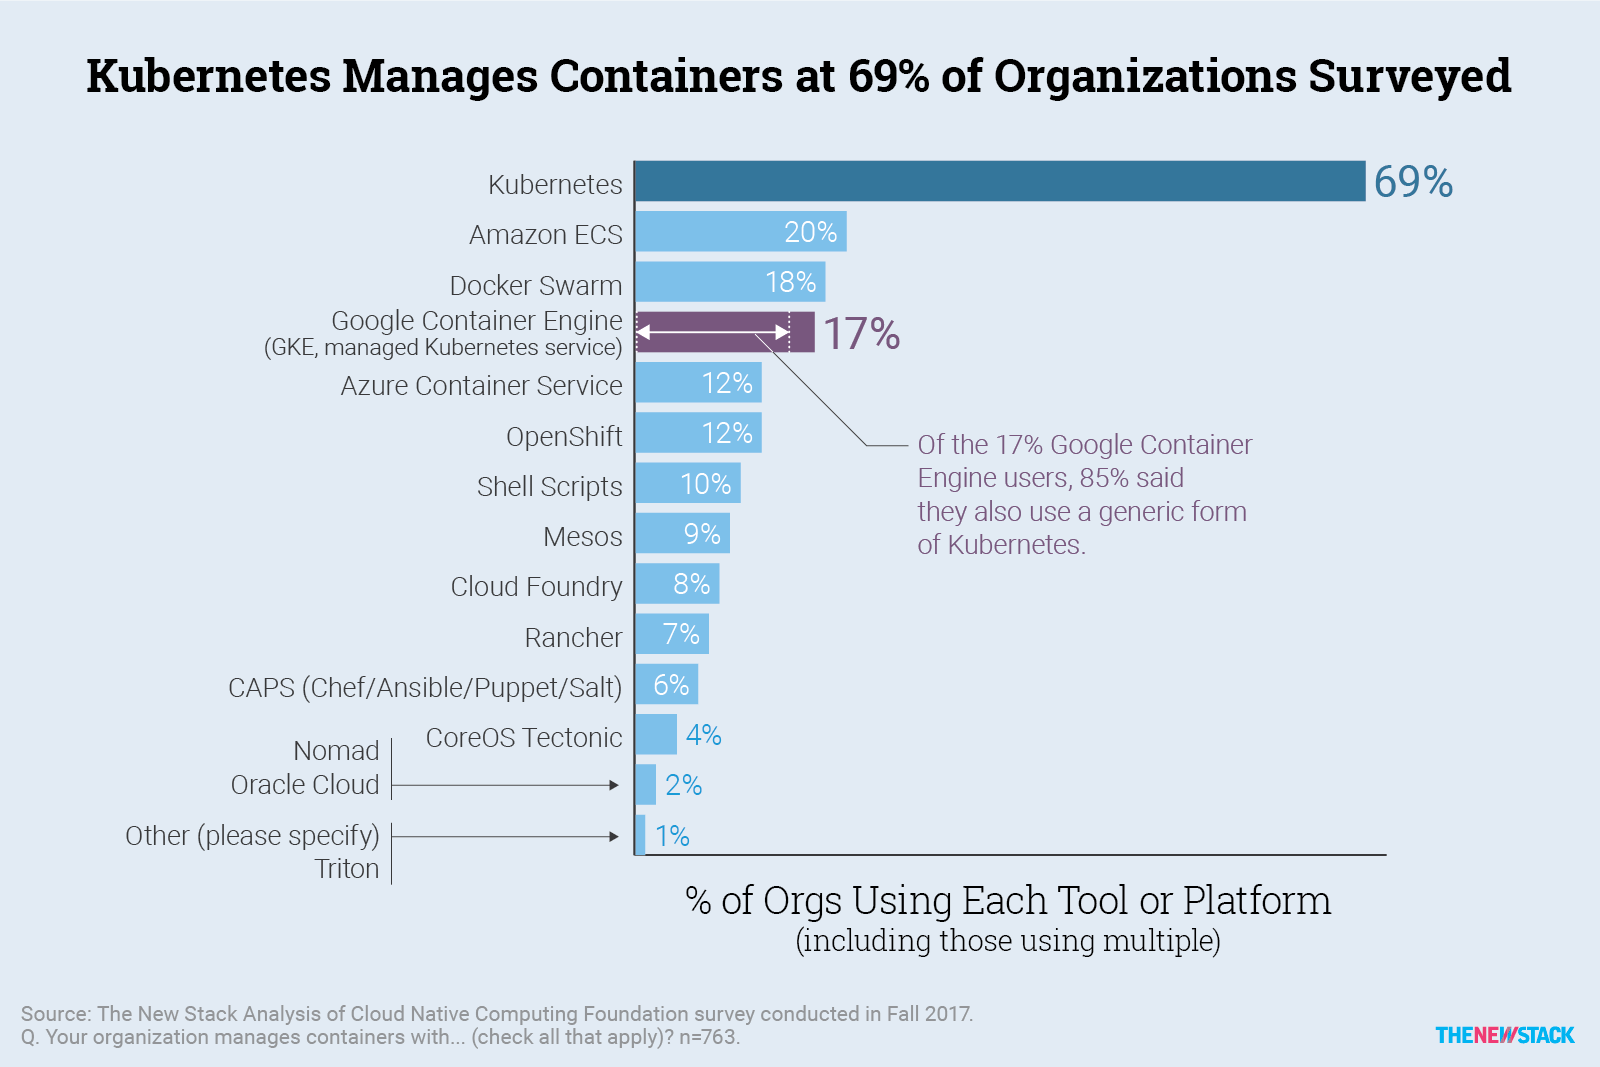 Kubernetes Manages Containers at 69% of Organizations Surveyed
Kubernetes 69%
Amazon ECS 20%
Docker Swarm 18%
Google Container Engine
(GKE, managed Kubernetes service) 17%
Azure Container Service 12%
OpenShift 12%
Of the 17% Google Container
Engine users, 85% said
they also use a generic form
of Kubernetes.
Shell Scripts 10%
Mesos 9%
Cloud Foundry 8%
Rancher 7%
CAPS (Chef/Ansible/Puppet/Salt) 6%
CoreOS Tectonic 4%
Nomad
Oracle Cloud 2%
Other (please specify) 1%
Triton
% of Orgs Using Each Tool or Platform
(including those using multiple)
Source: The New Stack Analysis of Cloud Native Computing Foundation survey conducted in Fall 2017.
Q. Your organization manages containers with... (check all that apply)? n=763.
THENEWSTACK